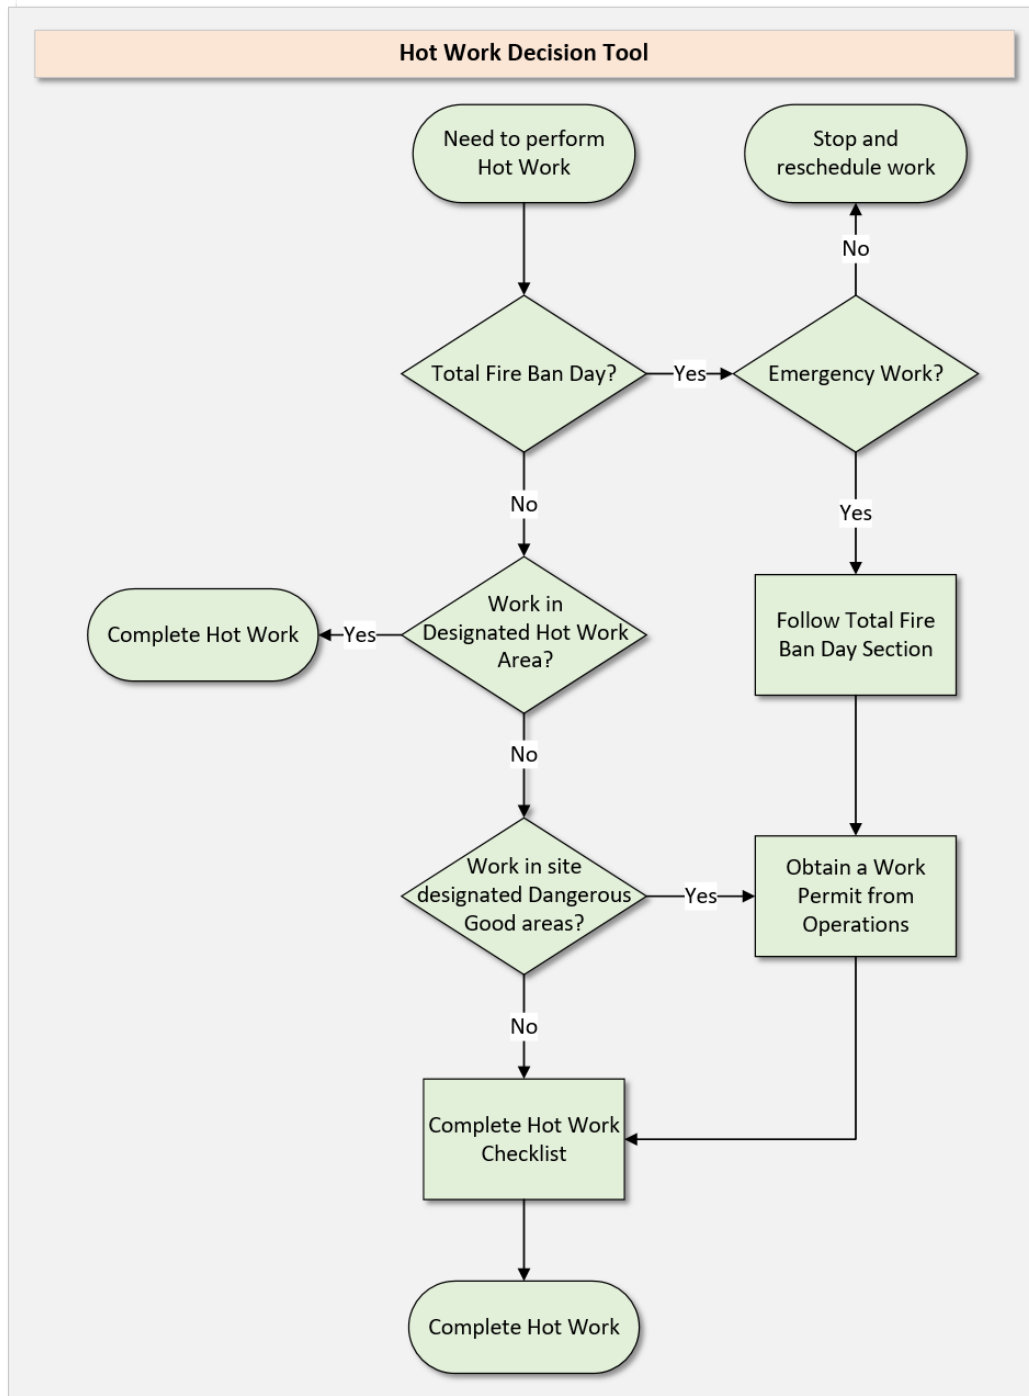 Hot Work Decision Tool
Need to perform
Hot Work
Stop and
reschedule work
No
Total Fire Ban Day?
Yes
Emergency Work?
No
Yes
Complete Hot Work
Yes
Work in
Designated Hot Work
Area?
Follow Total Fire
Ban Day Section
No
Work in site
designated Dangerous
Good areas?
Yes
Obtain a Work
Permit from
Operations
No
Complete Hot Work
Checklist
Complete Hot Work